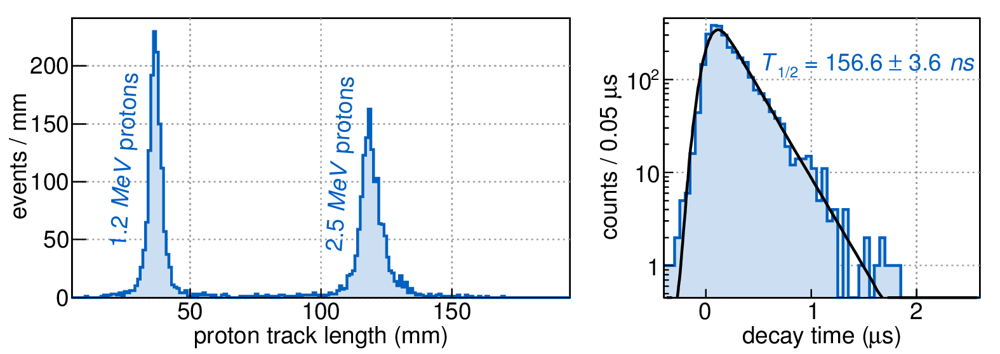 events / mm
200
150
100
50
0
1.2 MeV protons
2.5 MeV protons
50
100
150
proton track length (mm)
counts / 0.05 μs
10²
10
1
T1/2 = 156.6 ± 3.6 ns
0
1
2
decay time (μs)